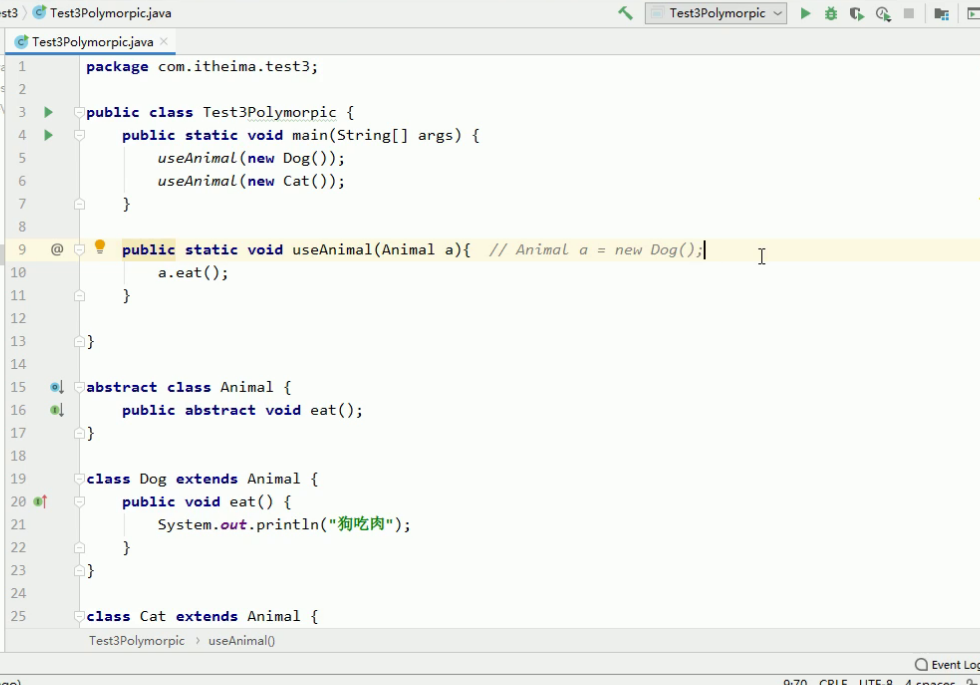 Test3Polymorpic.java
Test3Polymorpic
Test3Polymorpic.java
1 package com.itheima.test3;
2
3 public class Test3Polymorpic {
4 public static void main(String[] args) {
5 useAnimal(new Dog());
6 useAnimal(new Cat());
7 }
8
9 @ public static void useAnimal(Animal a){ // Animal a = new Dog();
10 a.eat();
11 }
12
13 }
14
15 abstract class Animal {
16 public abstract void eat();
17 }
18
19 class Dog extends Animal {
20 public void eat() {
21 System.out.println("狗吃肉");
22 }
23 }
24
25 class Cat extends Animal {
Test3Polymorpic › useAnimal()
Event Log
9:70 CRLF UTF-8 4 spaces